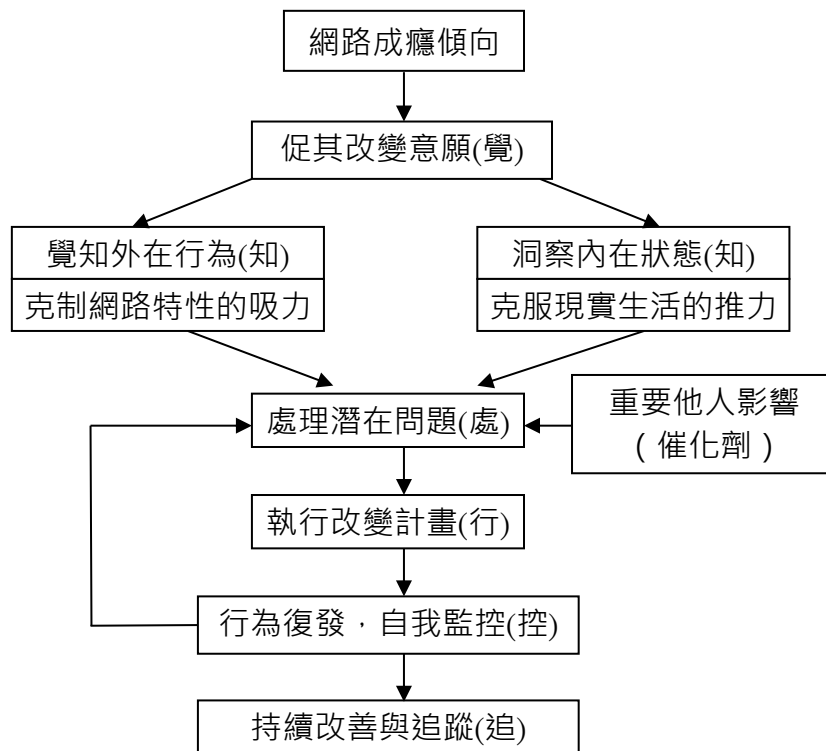 網路成癮傾向
促其改變意願(覺)
覺知外在行為(知)
克制網路特性的吸力
洞察內在狀態(知)
克服現實生活的推力
處理潛在問題(處)
重要他人影響
(催化劑)
執行改變計畫(行)
行為復發，自我監控(控)
持續改善與追蹤(追)